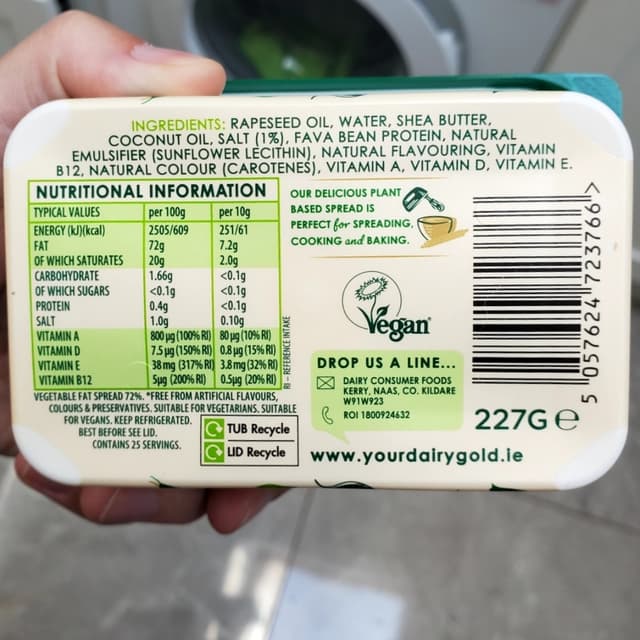 INGREDIENTS: RAPESEED OIL, WATER, SHEA BUTTER,
COCONUT OIL, SALT (1%), FAVA BEAN PROTEIN, NATURAL
EMULSIFIER (SUNFLOWER LECITHIN), NATURAL FLAVOURING, VITAMIN
B12, NATURAL COLOUR (CAROTENES), VITAMIN A, VITAMIN D, VITAMIN E.
NUTRITIONAL INFORMATION
TYPICAL VALUES per 100g per 10g
ENERGY (kJ)(kcal) 2505/609 251/61
FAT 72g 7.2g
OF WHICH SATURATES 20g 2.0g
CARBOHYDRATE 1.66g <0.1g
OF WHICH SUGARS <0.1g <0.1g
PROTEIN 0.4g <0.1g
SALT 1.0g 0.10g
VITAMIN A 800 µg (100% RI) 80 µg (10% RI)
VITAMIN D 7.5 µg (150% RI) 0.8 µg (15% RI)
VITAMIN E 38 mg (317% RI) 3.8 mg (32% RI)
VITAMIN B12 5µg (200% RI) 0.5µg (20% RI)
RI – REFERENCE INTAKE
VEGETABLE FAT SPREAD 72%. *FREE FROM ARTIFICIAL FLAVOURS,
COLOURS & PRESERVATIVES. SUITABLE FOR VEGETARIANS. SUITABLE
FOR VEGANS. KEEP REFRIGERATED.
BEST BEFORE SEE LID.
CONTAINS 25 SERVINGS.
TUB Recycle
LID Recycle
OUR DELICIOUS PLANT
BASED SPREAD IS
PERFECT for SPREADING,
COOKING and BAKING.
Vegan
DROP US A LINE...
DAIRY CONSUMER FOODS
KERRY, NAAS, CO. KILDARE
W91W923
ROI 1800924632
www.yourdairygold.ie
227G e
5 057624 723766 >